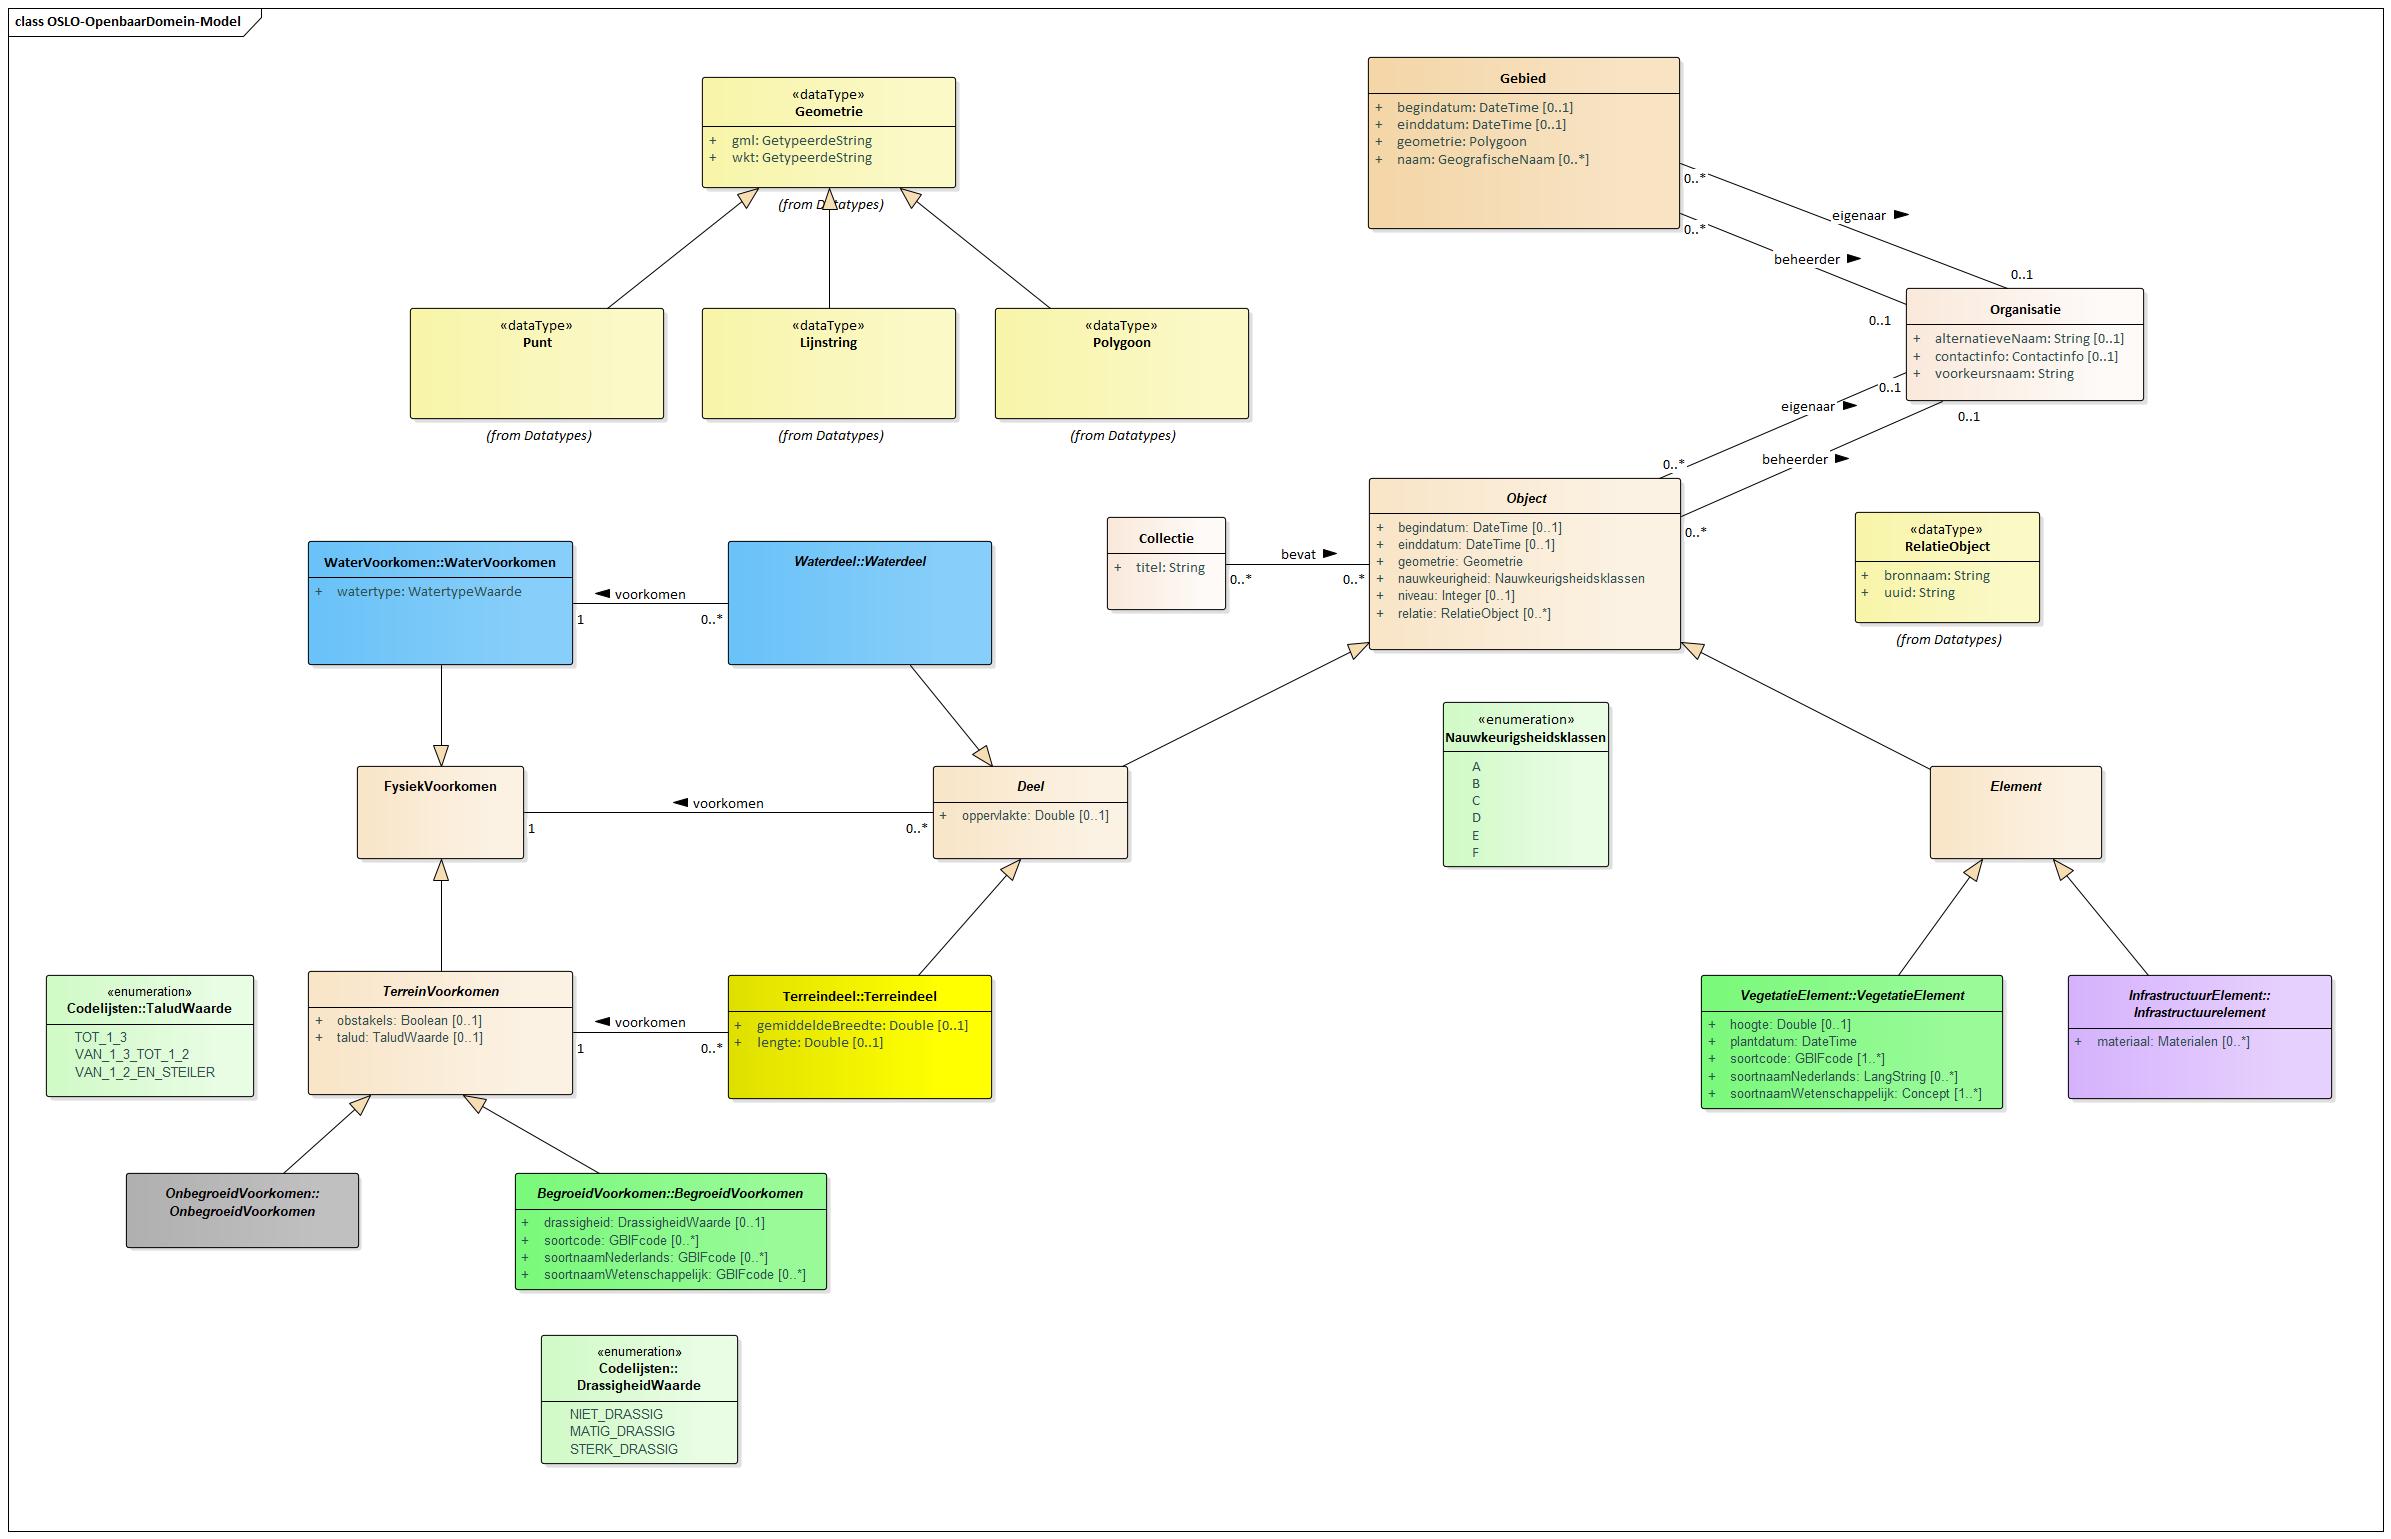 class OSLO-OpenbaarDomein-Model
«dataType»
Geometrie
+ gml: GetypeerdeString
+ wkt: GetypeerdeString
(from Datatypes)
Gebied
+ begindatum: DateTime [0..1]
+ einddatum: DateTime [0..1]
+ geometrie: Polygoon
+ naam: GeografischeNaam [0..*]
0..*
eigenaar
0..1
0..*
beheerder
0..1
«dataType»
Punt
(from Datatypes)
«dataType»
Lijnstring
(from Datatypes)
«dataType»
Polygoon
(from Datatypes)
Organisatie
+ alternatieveNaam: String [0..1]
+ contactinfo: Contactinfo [0..1]
+ voorkeursnaam: String
0..1
eigenaar
0..*
0..1
beheerder
0..*
Object
+ begindatum: DateTime [0..1]
+ einddatum: DateTime [0..1]
+ geometrie: Geometrie
+ nauwkeurigheid: Nauwkeurigsheidsklassen
+ niveau: Integer [0..1]
+ relatie: RelatieObject [0..*]
Collectie
+ titel: String
bevat
0..*
0..*
«dataType»
RelatieObject
+ bronnaam: String
+ uuid: String
(from Datatypes)
WaterVoorkomen::WaterVoorkomen
+ watertype: WatertypeWaarde
voorkomen
1
0..*
Waterdeel::Waterdeel
«enumeration»
Nauwkeurigsheidsklassen
A
B
C
D
E
F
FysiekVoorkomen
voorkomen
1
0..*
Deel
+ oppervlakte: Double [0..1]
Element
«enumeration»
Codelijsten::TaludWaarde
TOT_1_3
VAN_1_3_TOT_1_2
VAN_1_2_EN_STEILER
TerreinVoorkomen
+ obstakels: Boolean [0..1]
+ talud: TaludWaarde [0..1]
voorkomen
1
0..*
Terreindeel::Terreindeel
+ gemiddeldeBreedte: Double [0..1]
+ lengte: Double [0..1]
VegetatieElement::VegetatieElement
+ hoogte: Double [0..1]
+ plantdatum: DateTime
+ soortcode: GBIFcode [1..*]
+ soortnaamNederlands: LangString [0..*]
+ soortnaamWetenschappelijk: Concept [1..*]
InfrastructuurElement::
Infrastructuurelement
+ materiaal: Materialen [0..*]
OnbegroeidVoorkomen::
OnbegroeidVoorkomen
BegroeidVoorkomen::BegroeidVoorkomen
+ drassigheid: DrassigheidWaarde [0..1]
+ soortcode: GBIFcode [0..*]
+ soortnaamNederlands: GBIFcode [0..*]
+ soortnaamWetenschappelijk: GBIFcode [0..*]
«enumeration»
Codelijsten::
DrassigheidWaarde
NIET_DRASSIG
MATIG_DRASSIG
STERK_DRASSIG